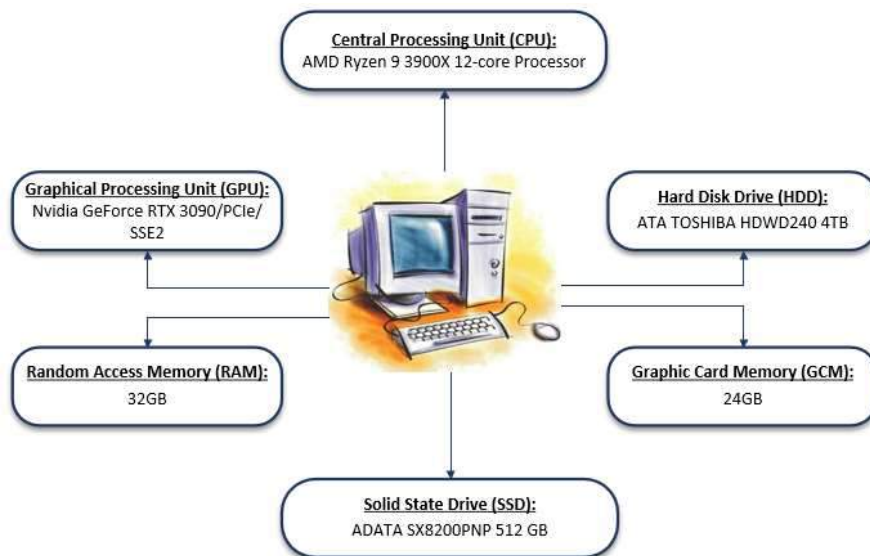 Central Processing Unit (CPU):
AMD Ryzen 9 3900X 12-core Processor
Graphical Processing Unit (GPU):
Nvidia GeForce RTX 3090/PCIe/
SSE2
Hard Disk Drive (HDD):
ATA TOSHIBA HDWD240 4TB
Random Access Memory (RAM):
32GB
Graphic Card Memory (GCM):
24GB
Solid State Drive (SSD):
ADATA SX8200PNP 512 GB